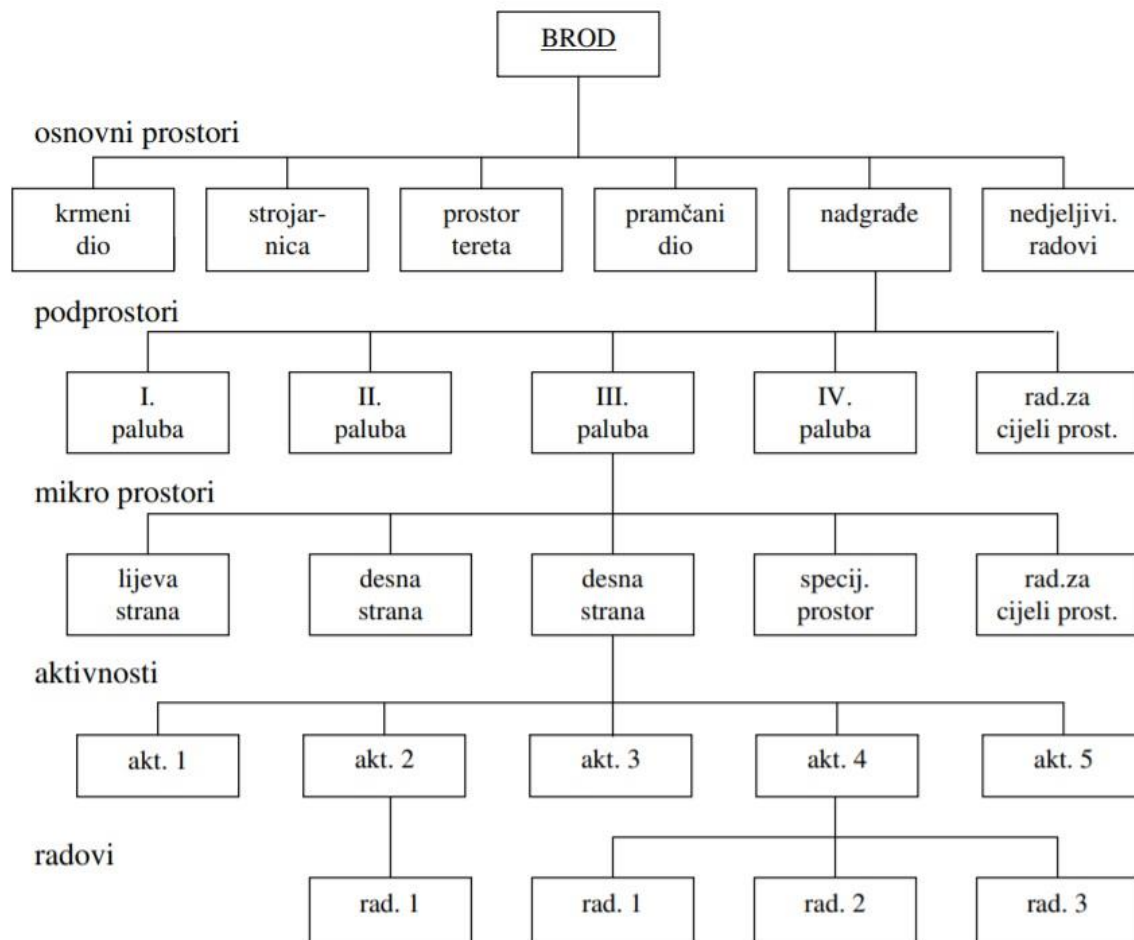 BROD
osnovni prostori
krmeni
dio
strojar-
nica
prostor
tereta
pramčani
dio
nadgrađe
nedjeljivi.
radovi
podprostori
I.
paluba
II.
paluba
III.
paluba
IV.
paluba
rad.za
cijeli prost.
mikro prostori
lijeva
strana
desna
strana
desna
strana
specij.
prostor
rad.za
cijeli prost.
aktivnosti
akt. 1
akt. 2
akt. 3
akt. 4
akt. 5
radovi
rad. 1
rad. 1
rad. 2
rad. 3